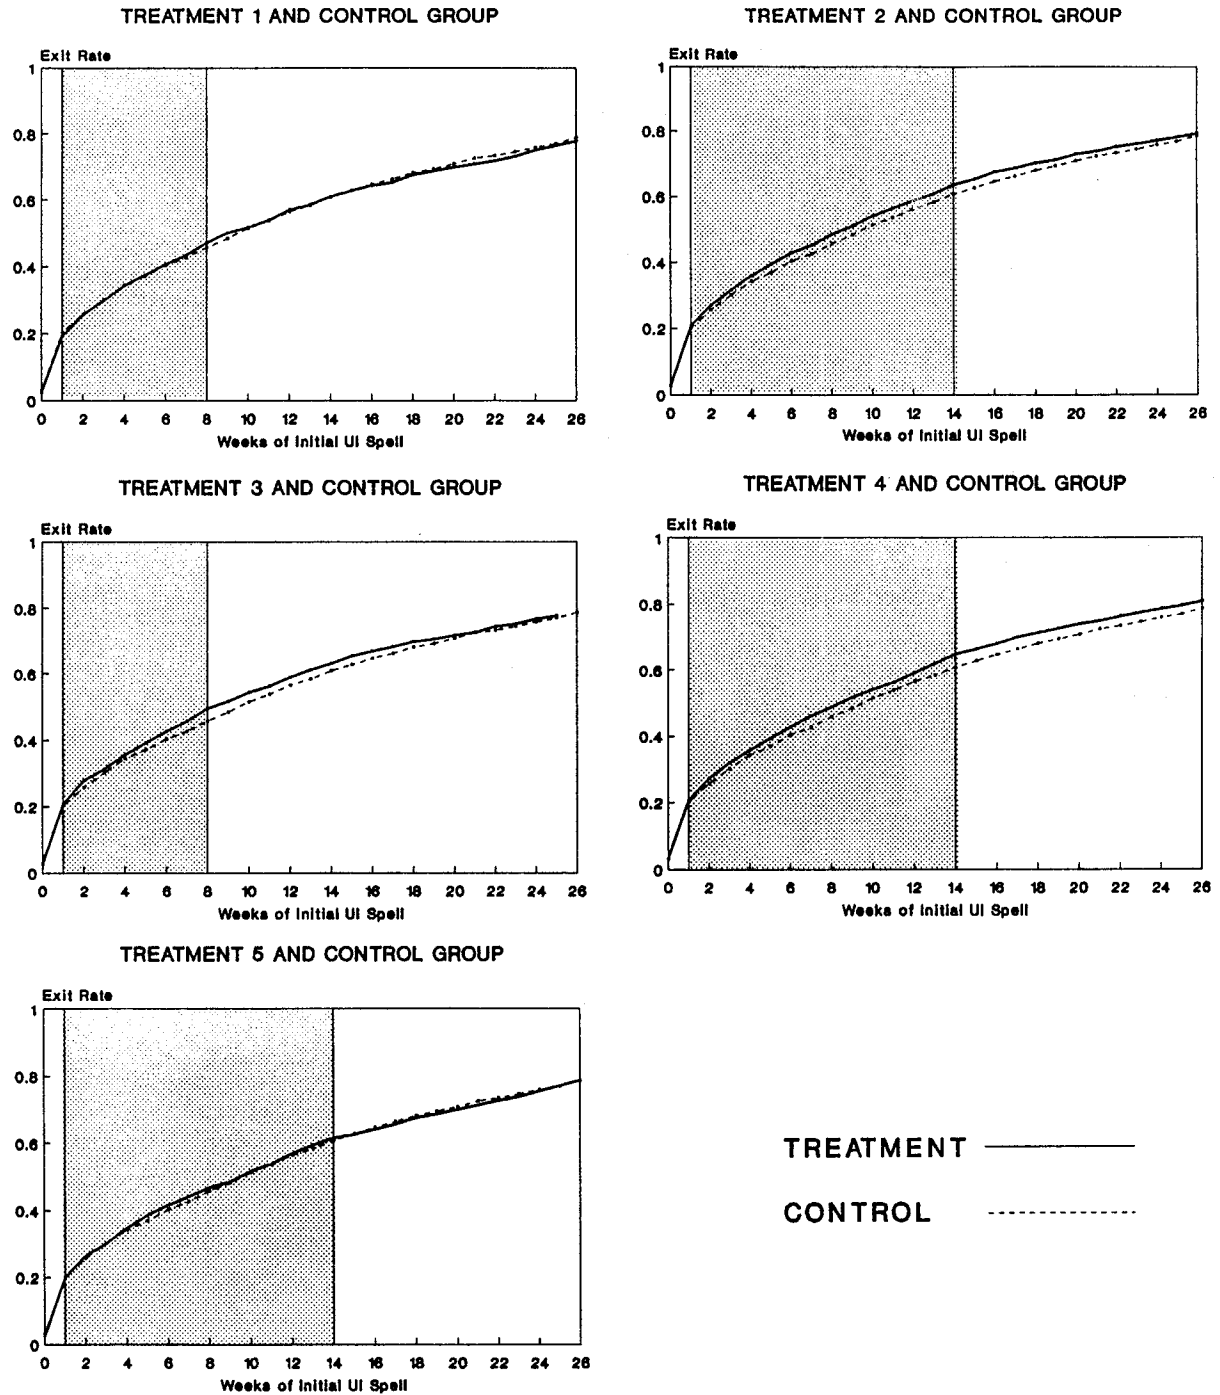 TREATMENT 1 AND CONTROL GROUP
Exit Rate
1
0.8
0.6
0.4
0.2
0
0 2 4 6 8 10 12 14 16 18 20 22 24 26
Weeks of Initial UI Spell
TREATMENT 2 AND CONTROL GROUP
Exit Rate
1
0.8
0.6
0.4
0.2
0
0 2 4 6 8 10 12 14 16 18 20 22 24 26
Weeks of Initial UI Spell
TREATMENT 3 AND CONTROL GROUP
Exit Rate
1
0.8
0.6
0.4
0.2
0
0 2 4 6 8 10 12 14 16 18 20 22 24 26
Weeks of Initial UI Spell
TREATMENT 4 AND CONTROL GROUP
Exit Rate
1
0.8
0.6
0.4
0.2
0
0 2 4 6 8 10 12 14 16 18 20 22 24 26
Weeks of Initial UI Spell
TREATMENT 5 AND CONTROL GROUP
Exit Rate
1
0.8
0.6
0.4
0.2
0
0 2 4 6 8 10 12 14 16 18 20 22 24 26
Weeks of Initial UI Spell
TREATMENT
CONTROL